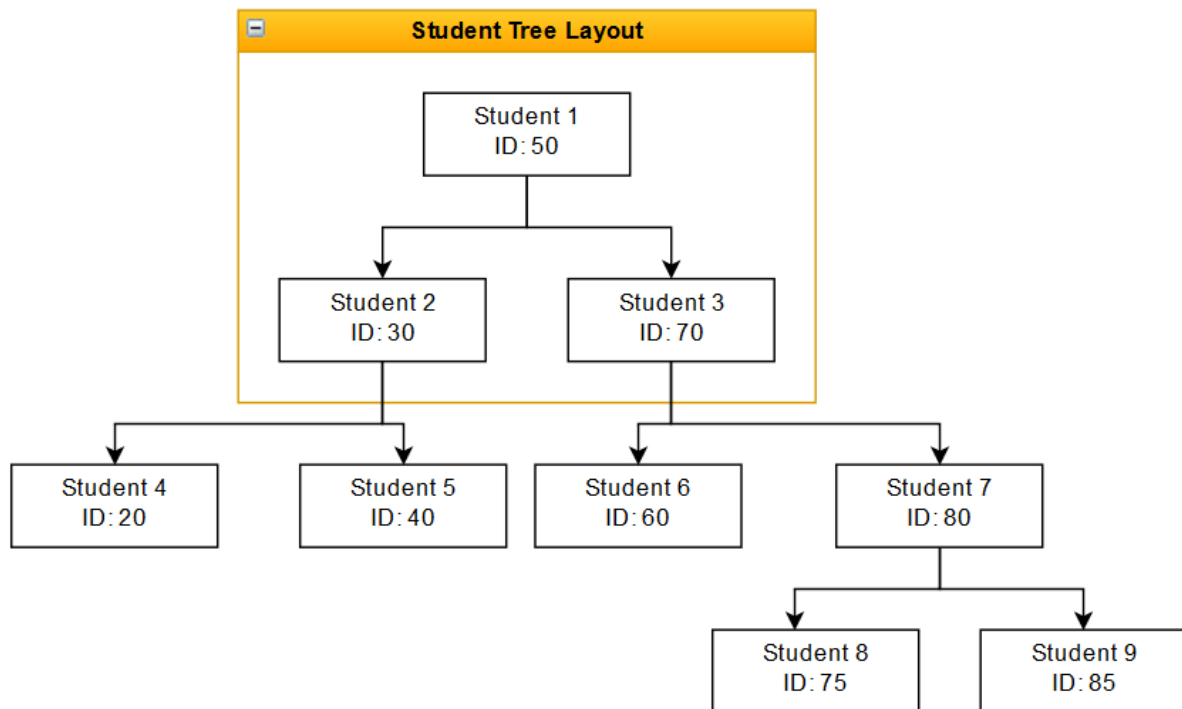 Student Tree Layout
Student 1
ID: 50
Student 2
ID: 30
Student 3
ID: 70
Student 4
ID: 20
Student 5
ID: 40
Student 6
ID: 60
Student 7
ID: 80
Student 8
ID: 75
Student 9
ID: 85